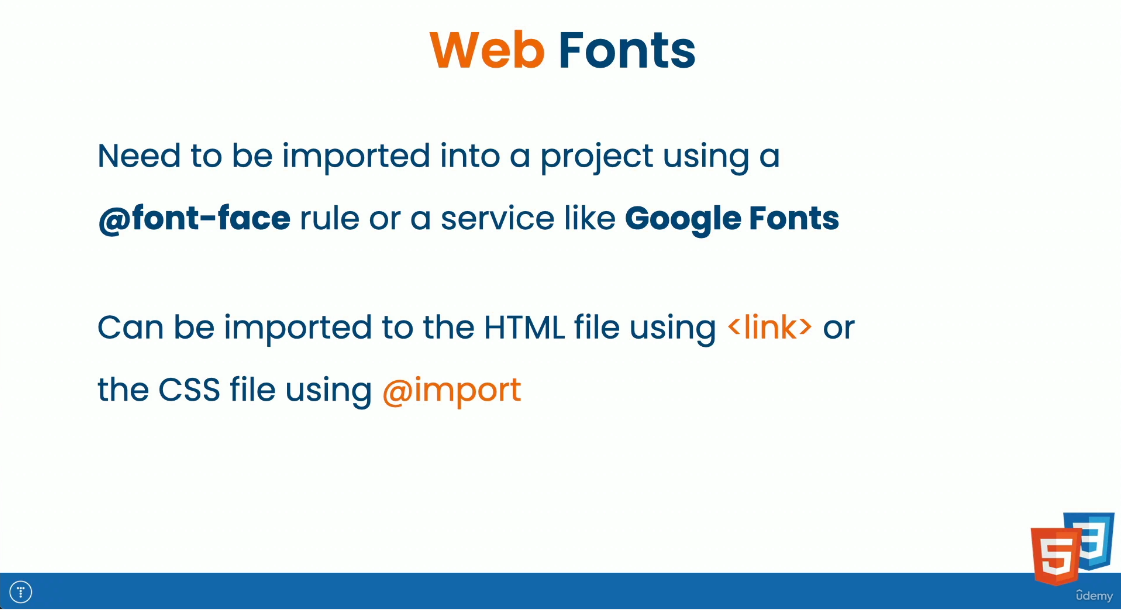 Web Fonts
Need to be imported into a project using a
@font-face rule or a service like Google Fonts
Can be imported to the HTML file using <link> or
the CSS file using @import
5 3
T
ûdemy